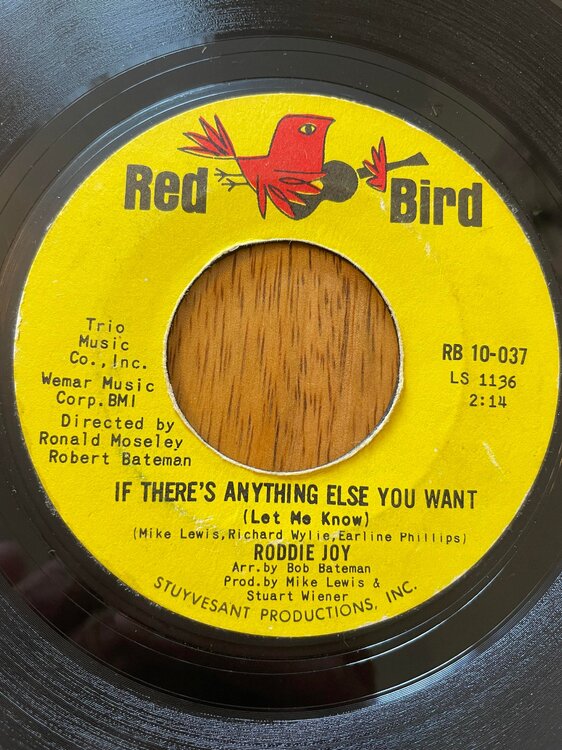 Red Bird
Trio
Music
Co.,Inc.
Wemar Music
Corp.BMI
Directed by
Ronald Moseley
Robert Bateman
RB 10-037
LS 1136
2:14
IF THERE'S ANYTHING ELSE YOU WANT
(Let Me Know)
(Mike Lewis,Richard Wylie,Earline Phillips)
RODDIE JOY
Arr.by Bob Bateman
Prod.by Mike Lewis &
Stuart Wiener
STUYVESANT PRODUCTIONS, INC.